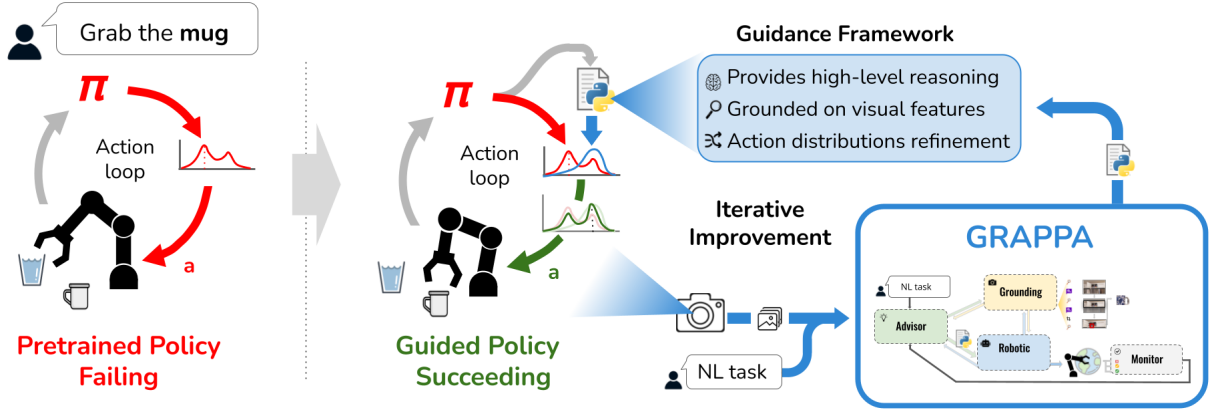 Grab the mug
π
Action
loop
a
Pretrained Policy
Failing
π
Action
loop
a
Guided Policy
Succeeding
Guidance Framework
Provides high-level reasoning
Grounded on visual features
Action distributions refinement
Iterative
Improvement
NL task
GRAPPA
NL task
Grounding
Advisor
Robotic
Monitor